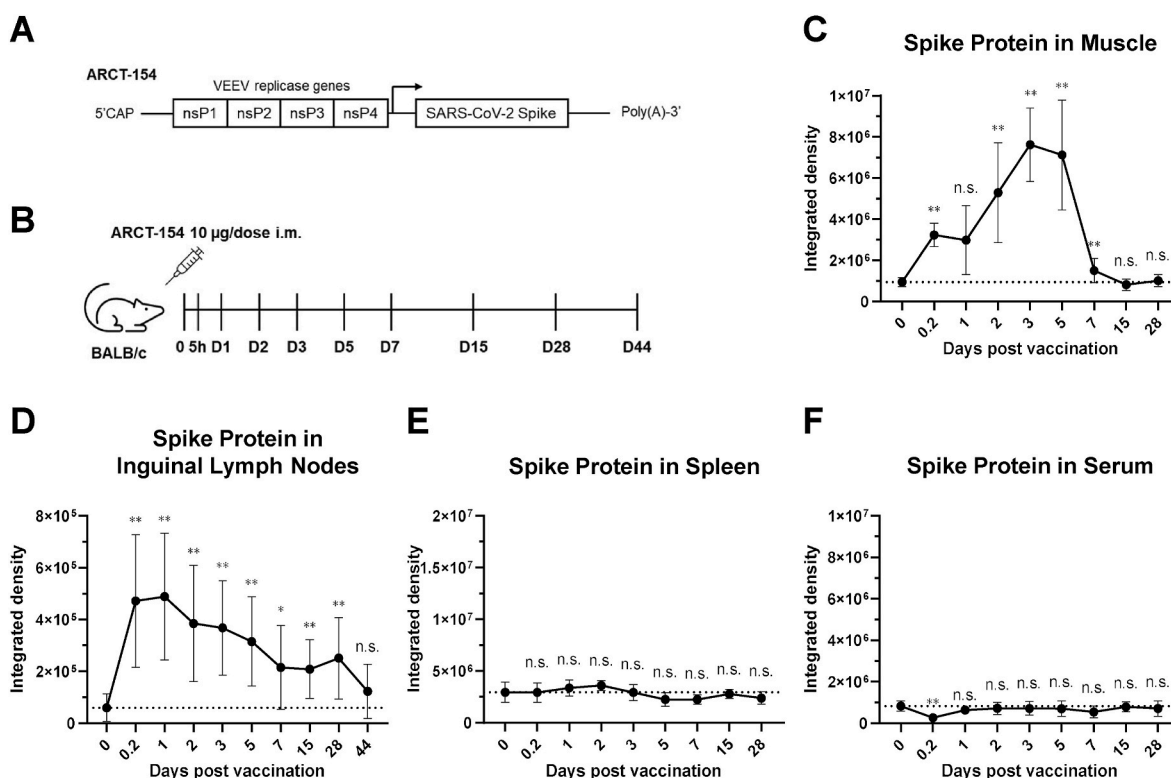 A
ARCT-154
VEEV replicase genes
5'CAP
nsP1
nsP2
nsP3
nsP4
SARS-CoV-2 Spike
Poly(A)-3'
B
ARCT-154 10 µg/dose i.m.
BALB/c
0 5h D1 D2 D3 D5 D7 D15 D28 D44
C
Spike Protein in Muscle
Integrated density
1×10⁷
8×10⁶
6×10⁶
4×10⁶
2×10⁶
0
** n.s. ** ** ** ** n.s. n.s.
0 0.2 1 2 3 5 7 15 28
Days post vaccination
D
Spike Protein in
Inguinal Lymph Nodes
Integrated density
8×10⁵
6×10⁵
4×10⁵
2×10⁵
0
** ** ** ** ** * ** ** n.s.
0 0.2 1 2 3 5 7 15 28 44
Days post vaccination
E
Spike Protein in Spleen
Integrated density
2×10⁷
2×10⁷
1×10⁷
5×10⁶
0
n.s. n.s. n.s. n.s. n.s. n.s. n.s. n.s.
0 0.2 1 2 3 5 7 15 28
Days post vaccination
F
Spike Protein in Serum
Integrated density
1×10⁷
8×10⁶
6×10⁶
4×10⁶
2×10⁶
0
** n.s. n.s. n.s. n.s. n.s. n.s. n.s.
0 0.2 1 2 3 5 7 15 28
Days post vaccination